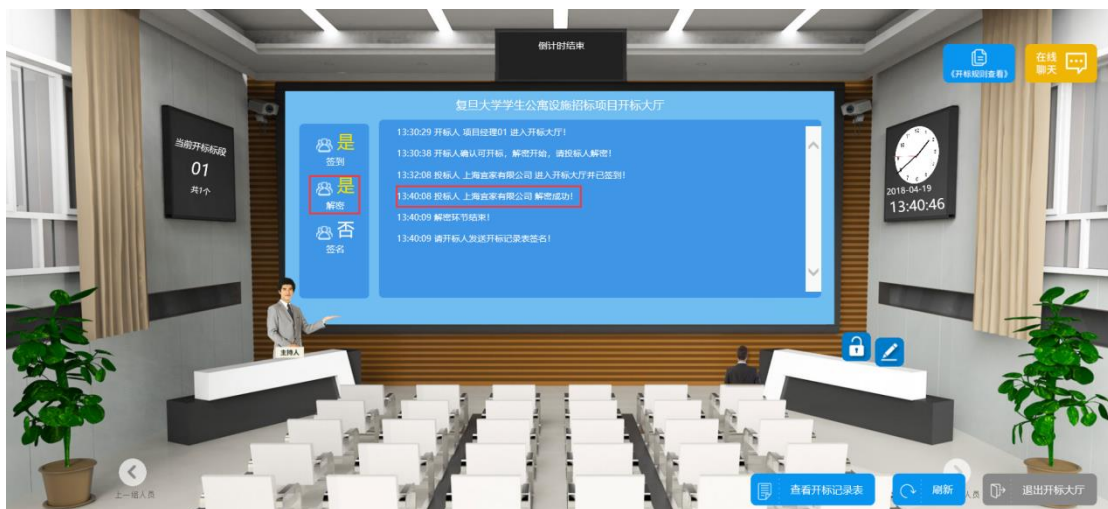 倒计时结束
《开标规则查看》
在线
聊天
复旦大学学生公寓设施招标项目开标大厅
当前开标标段
01
共1个
是
签到
是
解密
否
签名
13:30:29 开标人 项目经理01 进入开标大厅!
13:30:38 开标人确认可开标，解密开始，请投标人解密!
13:32:08 投标人 上海宜家有限公司 进入开标大厅并已签到!
13:40:08 投标人 上海宜家有限公司 解密成功!
13:40:09 解密环节结束!
13:40:09 请开标人发送开标记录表签名!
2018-04-19
13:40:46
主持人
上一组人员
查看开标记录表
刷新
人员
退出开标大厅